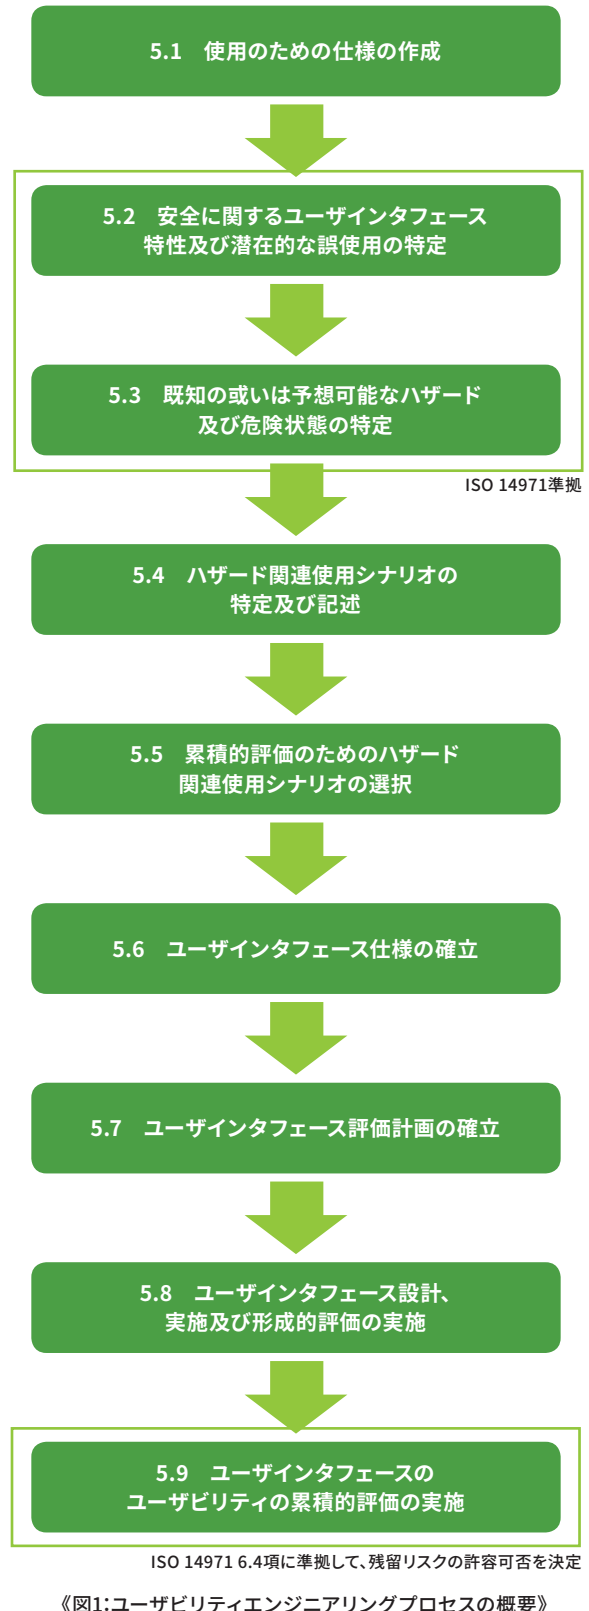 5.1　使用のための仕様の作成
5.2　安全に関するユーザインタフェース
特性及び潜在的な誤使用の特定
5.3　既知の或いは予想可能なハザード
及び危険状態の特定
ISO 14971準拠
5.4　ハザード関連使用シナリオの
特定及び記述
5.5　累積的評価のためのハザード
関連使用シナリオの選択
5.6　ユーザインタフェース仕様の確立
5.7　ユーザインタフェース評価計画の確立
5.8　ユーザインタフェース設計、
実施及び形成的評価の実施
5.9　ユーザインタフェースの
ユーザビリティの累積的評価の実施
ISO 14971 6.4項に準拠して、残留リスクの許容可否を決定
《図1:ユーザビリティエンジニアリングプロセスの概要》